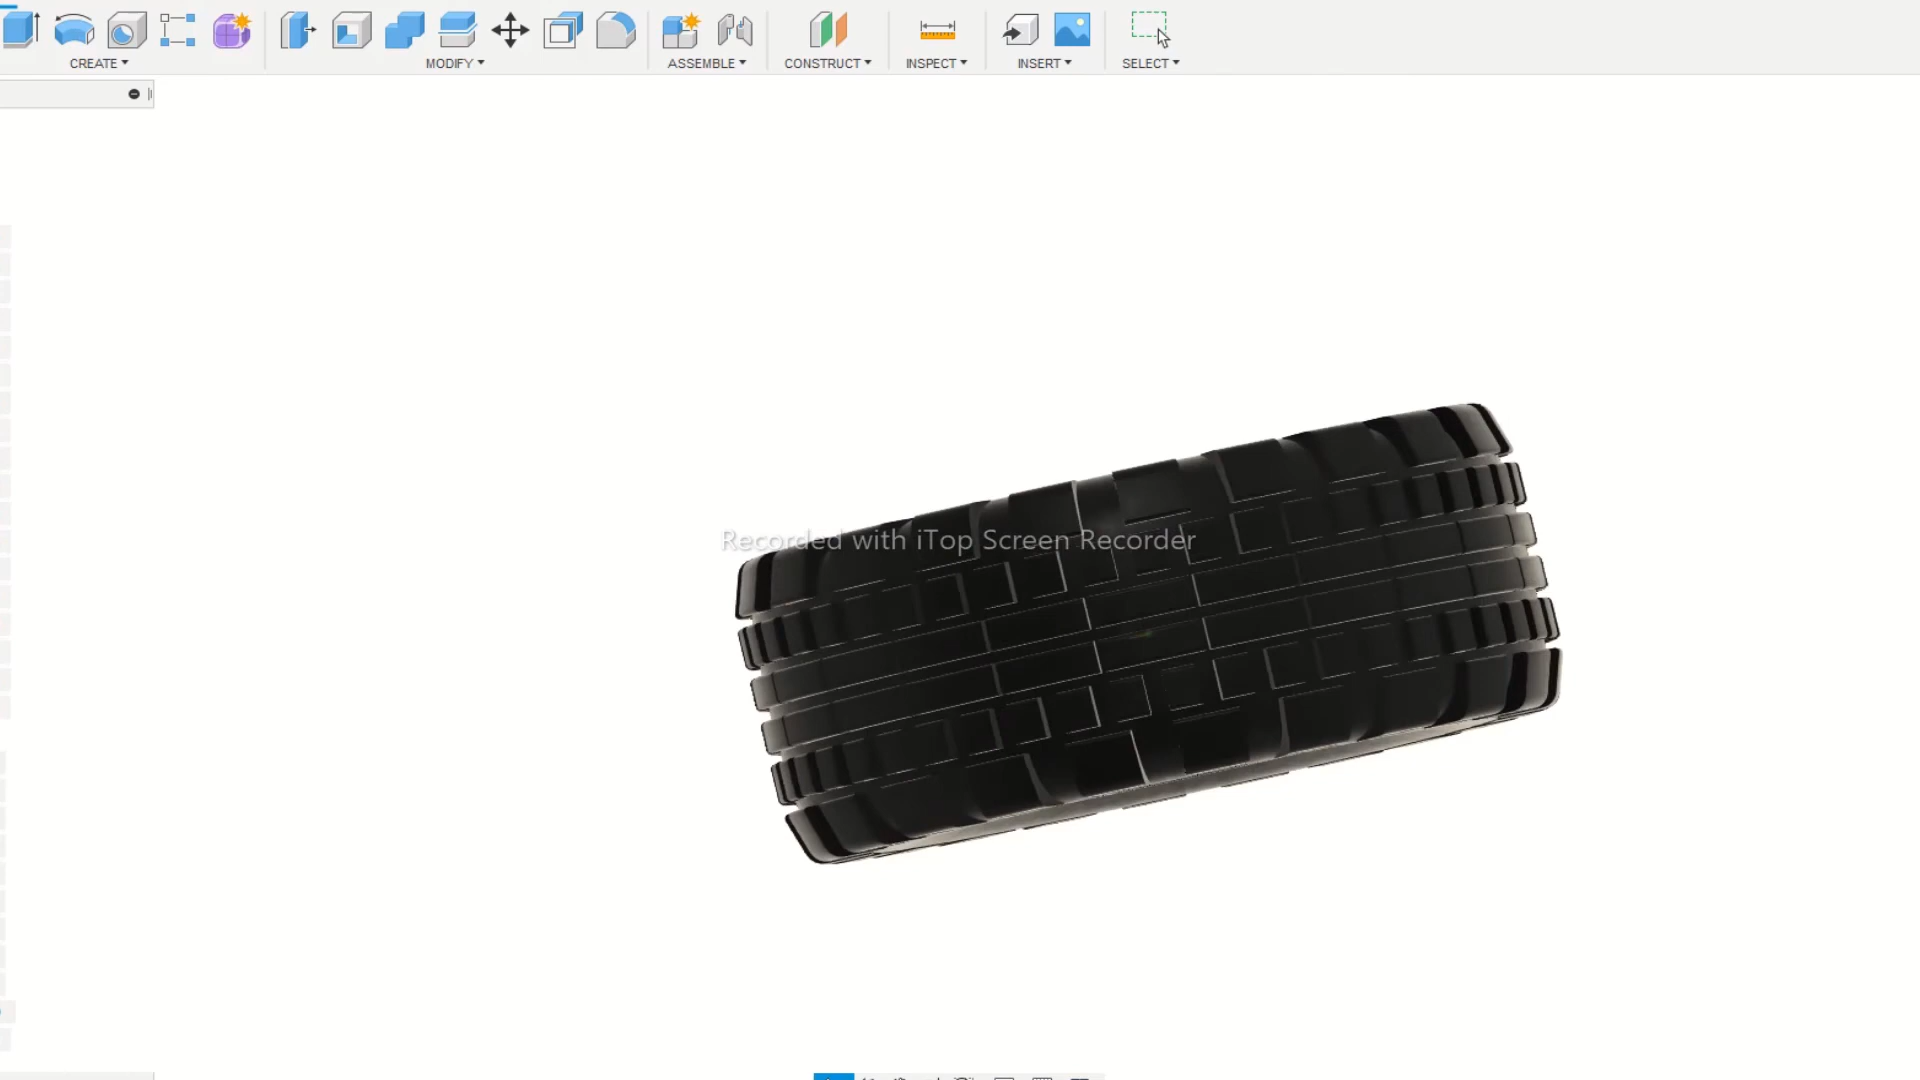 CREATE
MODIFY
ASSEMBLE
CONSTRUCT
INSPECT
INSERT
SELECT
Recorded with iTop Screen Recorder